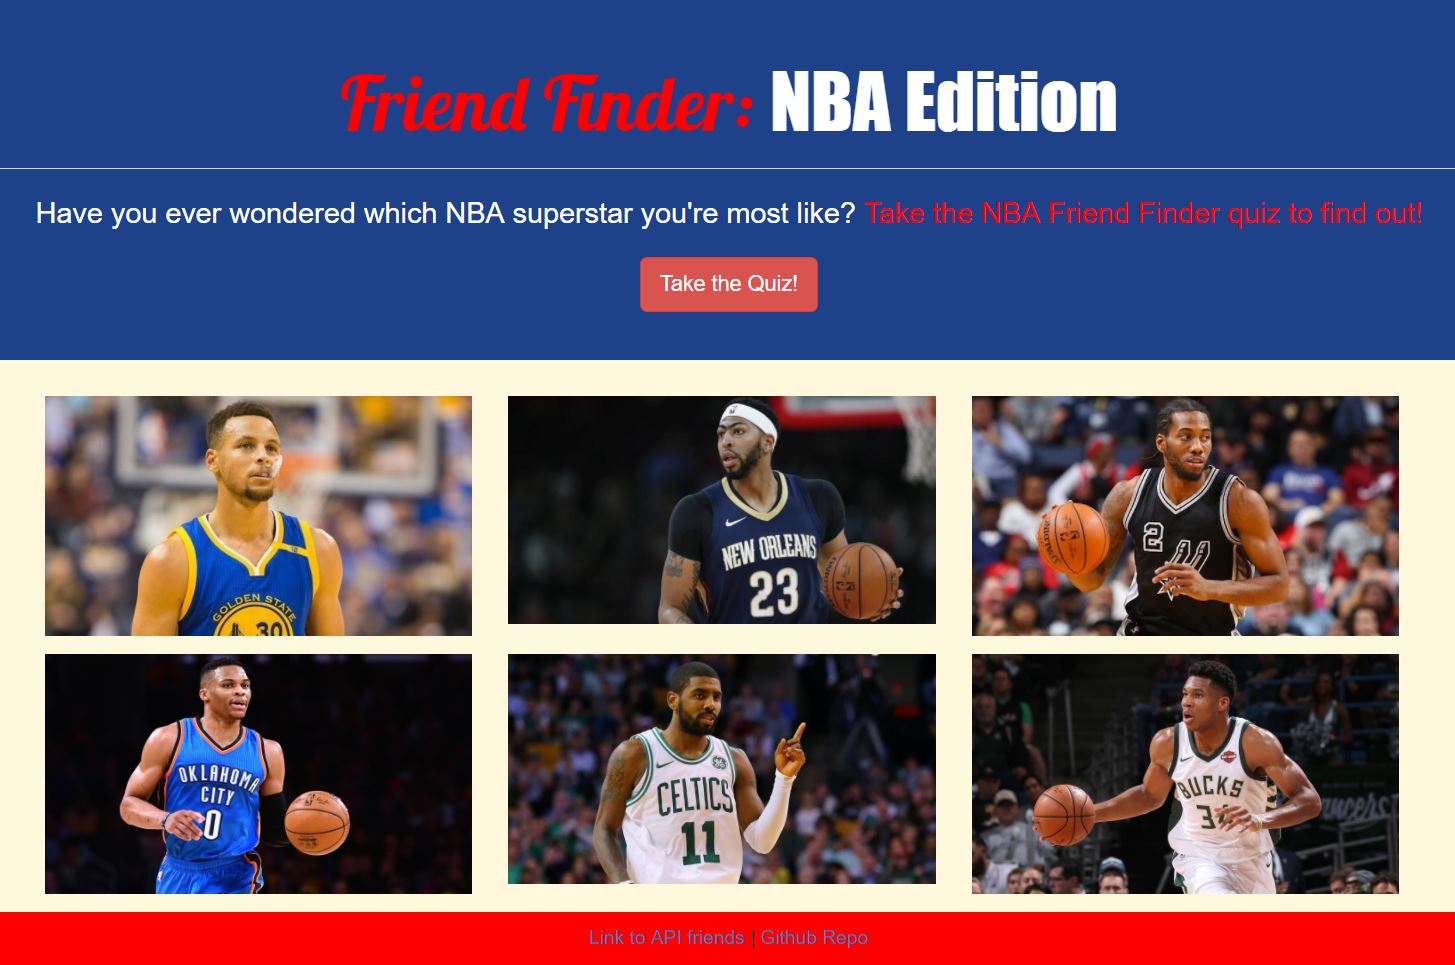 Friend Finder: NBA Edition
Have you ever wondered which NBA superstar you're most like? Take the NBA Friend Finder quiz to find out!
Take the Quiz!
GOLDEN STATE
30
NEW ORLEANS
23
SPALDING
2
OKLAHOMA
CITY
0
CELTICS
11
BUCKS
Link to API friends | Github Repo